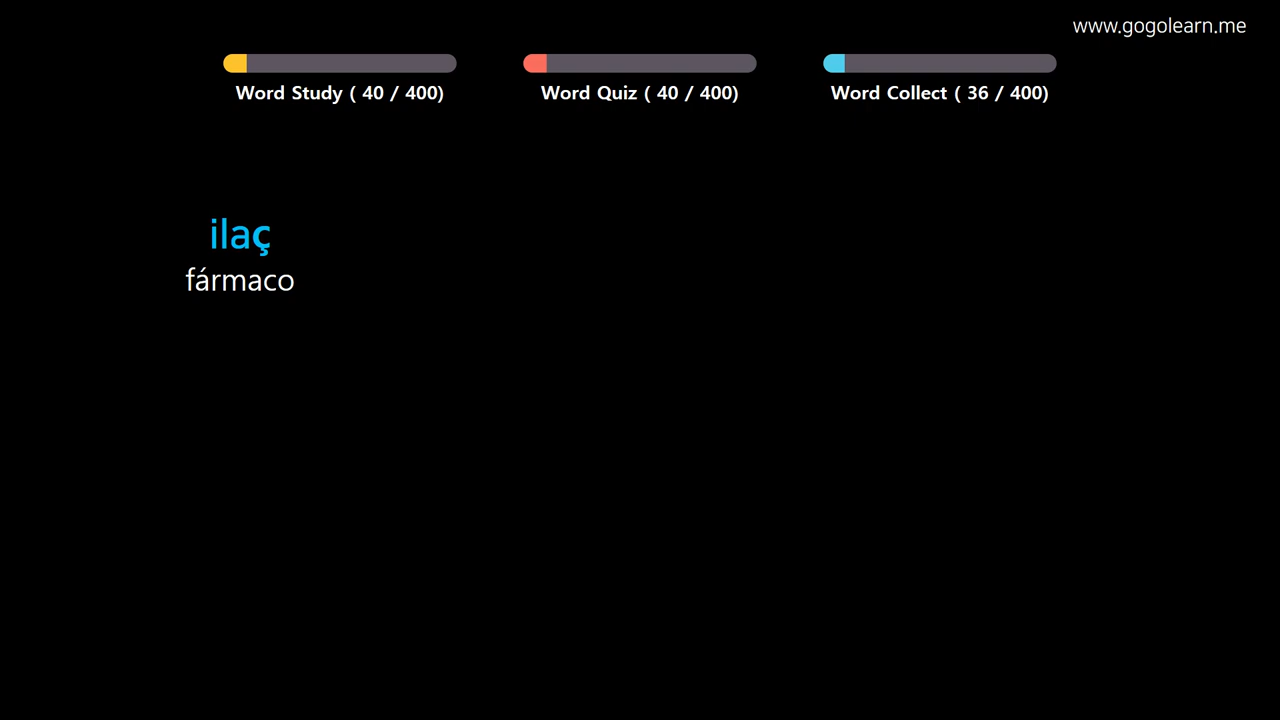 www.gogolearn.me
Word Study ( 40 / 400)
Word Quiz ( 40 / 400)
Word Collect ( 36 / 400)
ilaç
fármaco